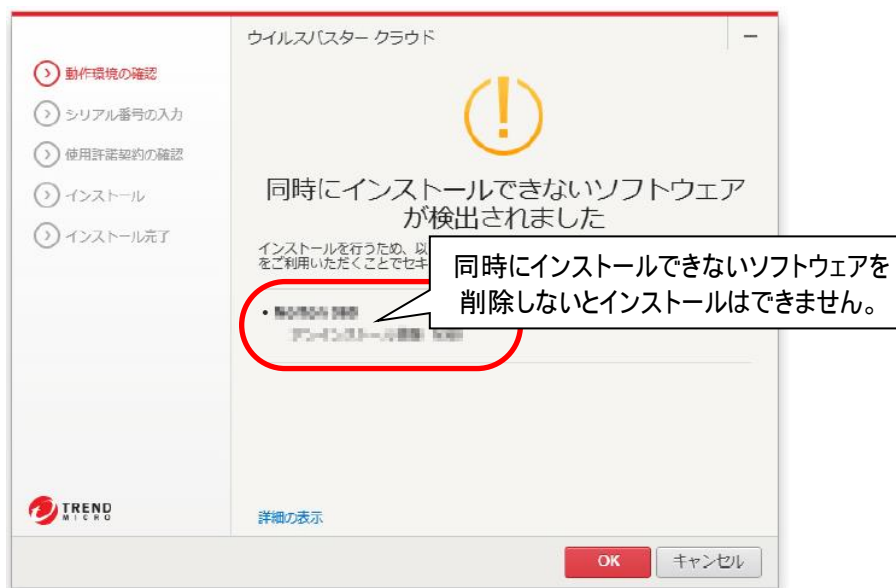 ウイルスバスター クラウド
動作環境の確認
シリアル番号の入力
使用許諾契約の確認
インストール
インストール完了
同時にインストールできないソフトウェア
が検出されました
インストールを行うため、以
をご利用いただくことでセキ
同時にインストールできないソフトウェアを
削除しないとインストールはできません。
TREND
MICRO
詳細の表示
OK
キャンセル